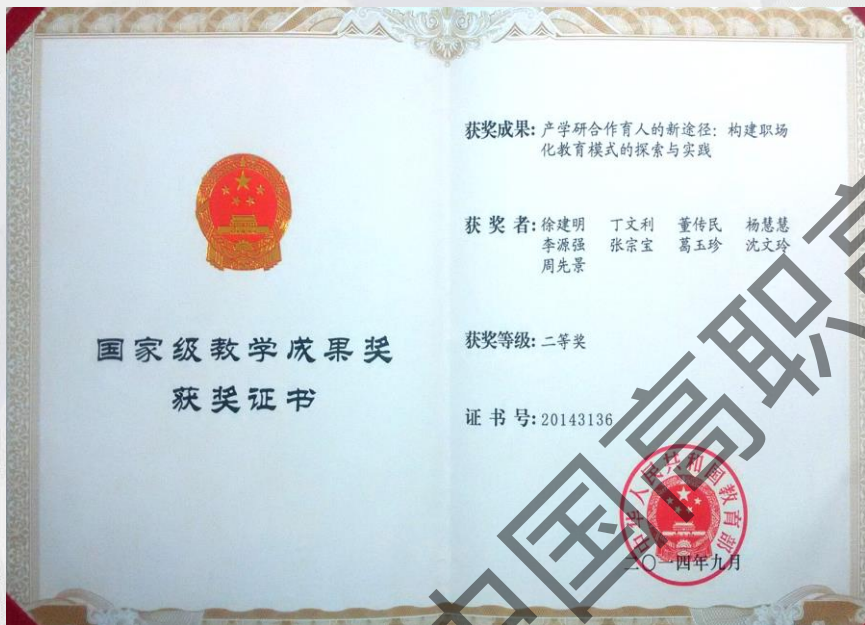 国家级教学成果奖
获奖证书
获奖成果: 产学研合作育人的新途径: 构建职场
化教育模式的探索与实践
获 奖 者: 徐建明 丁文利 董传民 杨慧慧
李源强 张宗宝 葛玉珍 沈文玲
周先景
获奖等级: 二等奖
证 书 号: 20143136
中华人民共和国教育部
二〇一四年九月
中国高职高